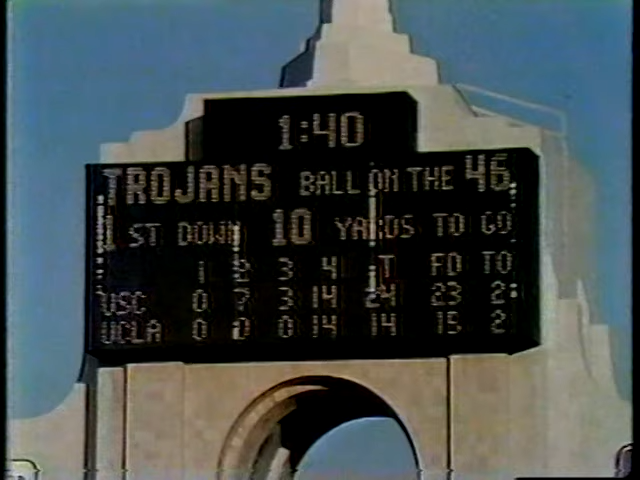 1:40
TROJANS BALL ON THE 46
1 ST DOWN 10 YARDS TO GO
1 2 3 4 T FD TO
USC 0 7 3 14 24 23 2
UCLA 0 0 0 14 14 15 2